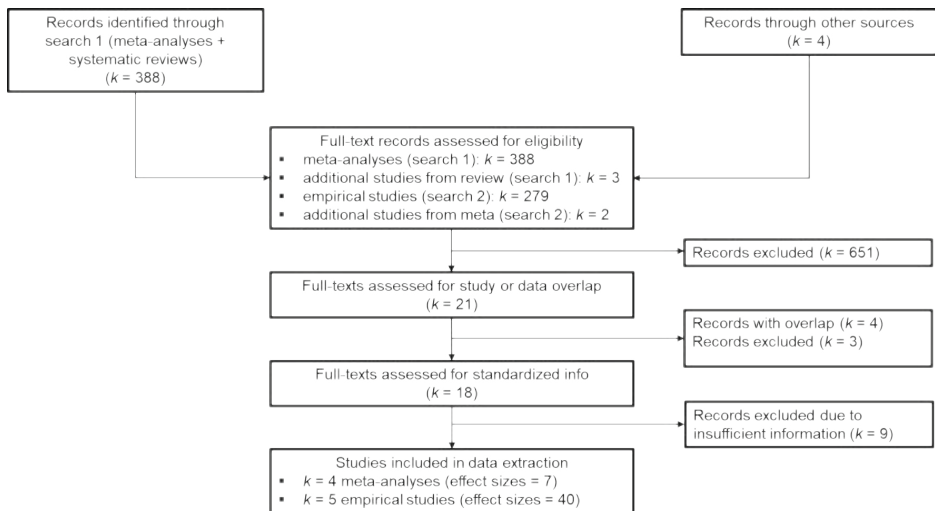 Records identified through
search 1 (meta-analyses +
systematic reviews)
(k = 388)
Records through other sources
(k = 4)
Full-text records assessed for eligibility
▪ meta-analyses (search 1): k = 388
▪ additional studies from review (search 1): k = 3
▪ empirical studies (search 2): k = 279
▪ additional studies from meta (search 2): k = 2
Records excluded (k = 651)
Full-texts assessed for study or data overlap
(k = 21)
Records with overlap (k = 4)
Records excluded (k = 3)
Full-texts assessed for standardized info
(k = 18)
Records excluded due to
insufficient information (k = 9)
Studies included in data extraction
▪ k = 4 meta-analyses (effect sizes = 7)
▪ k = 5 empirical studies (effect sizes = 40)